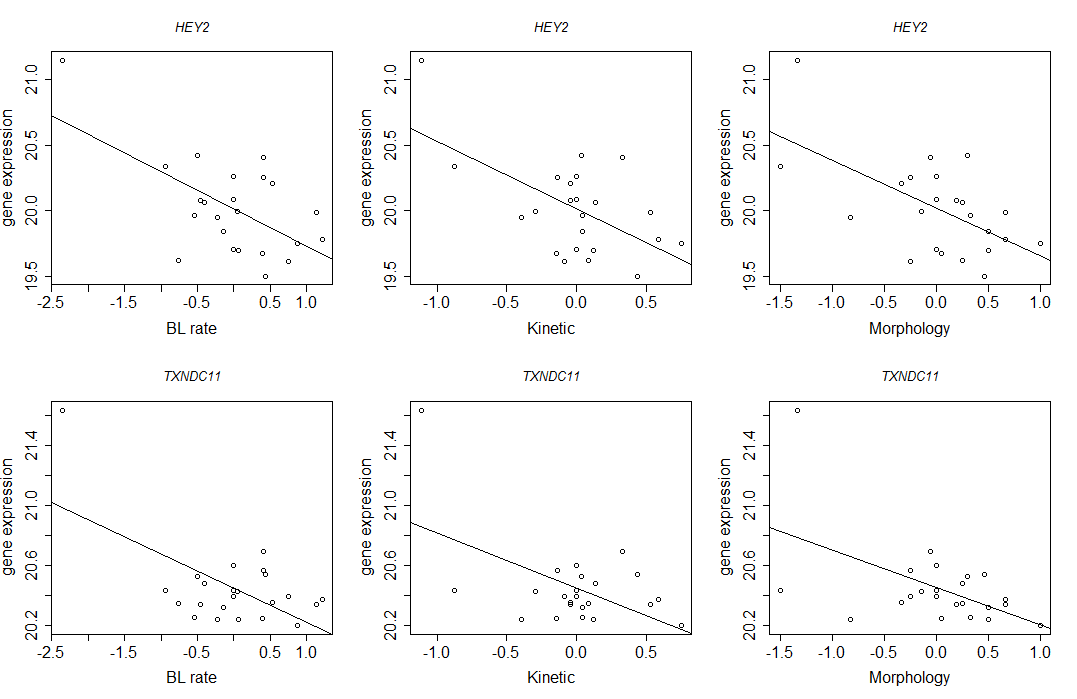 HEY2 HEY2 HEY2
gene expression gene expression gene expression
21.0 21.0 21.0
20.5 20.5 20.5
20.0 20.0 20.0
19.5 19.5 19.5
-2.5 -1.5 -0.5 0.5 1.0 -1.0 -0.5 0.0 0.5 -1.5 -0.5 0.0 0.5 1.0
BL rate Kinetic Morphology
TXNDC11 TXNDC11 TXNDC11
gene expression gene expression gene expression
21.4 21.4 21.4
21.0 21.0 21.0
20.6 20.6 20.6
20.2 20.2 20.2
-2.5 -1.5 -0.5 0.5 1.0 -1.0 -0.5 0.0 0.5 -1.5 -0.5 0.0 0.5 1.0
BL rate Kinetic Morphology